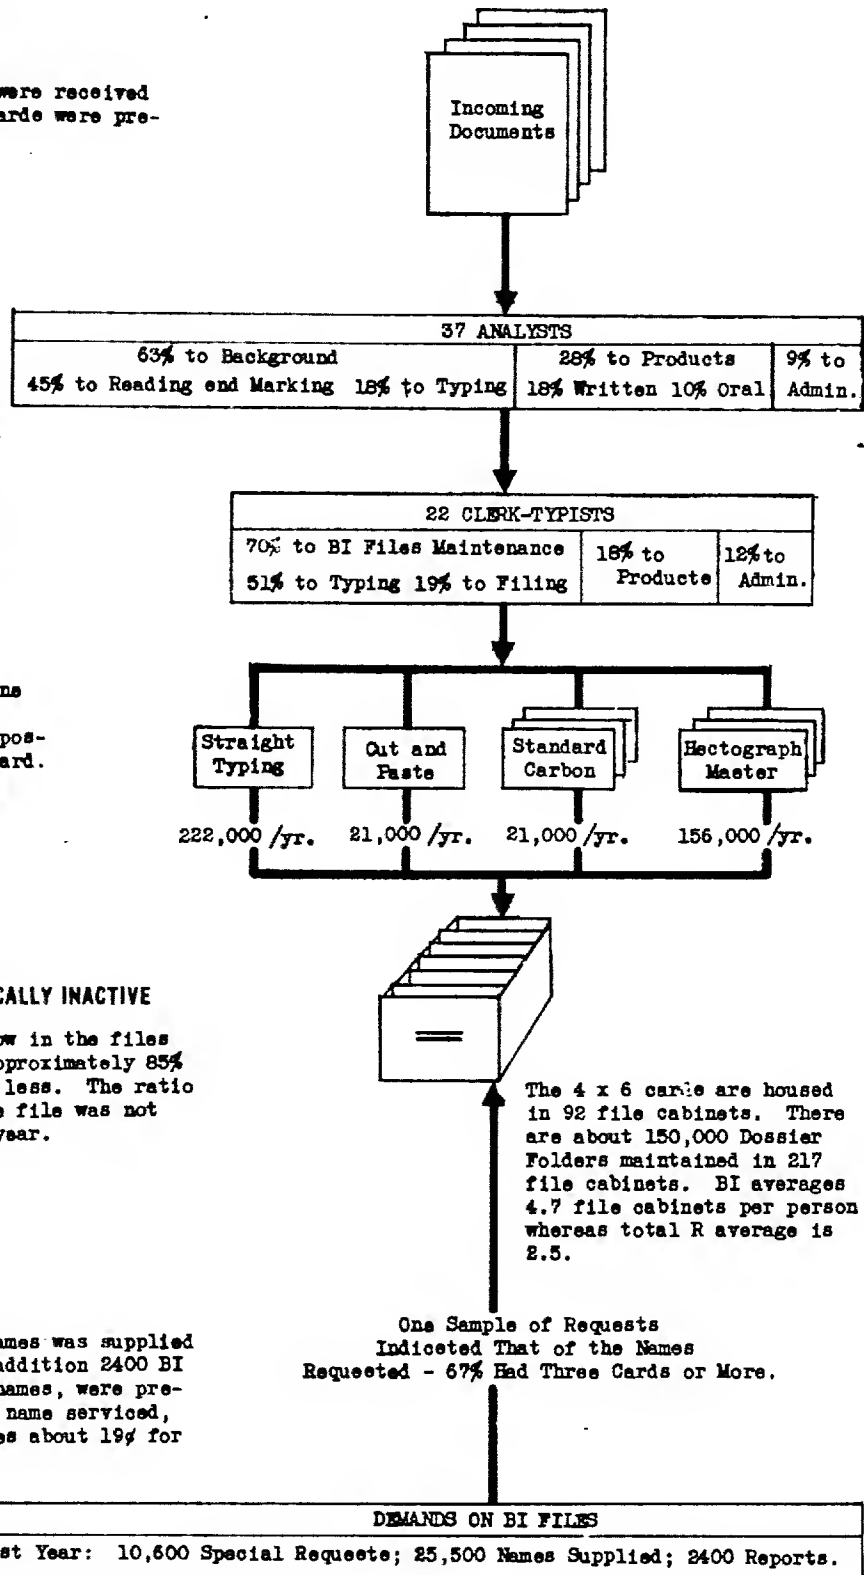 were received
arde were pre-
Incoming
Documents
37 ANALYSTS
63% to Background
45% to Reading end Marking 18% to Typing
28% to Products
18% Written 10% Oral
9% to
Admin.
22 CLERK-TYPISTS
70% to BI Files Maintenance
51% to Typing 19% to Filing
18% to
Products
12% to
Admin.
ns
pos-
ard.
Straight
Typing
Cut and
Paste
Standard
Carbon
Hectograph
Master
222,000 /yr.
21,000 /yr.
21,000 /yr.
156,000 /yr.
CALLY INACTIVE
ow in the files
pproximately 85%
less. The ratio
e file was not
year.
The 4 x 6 cards are housed
in 92 file cabinets. There
are about 150,000 Dossier
Folders maintained in 217
file cabinets. BI averages
4.7 file cabinets per person
whereas total R average is
2.5.
ames was supplied
addition 2400 BI
names, were pre-
name serviced,
es about 19¢ for
One Sample of Requests
Indiceted That of the Names
Requested - 67% Had Three Cards or More.
DEMANDS ON BI FILES
st Year: 10,600 Special Requests; 25,500 Names Supplied; 2400 Reports.